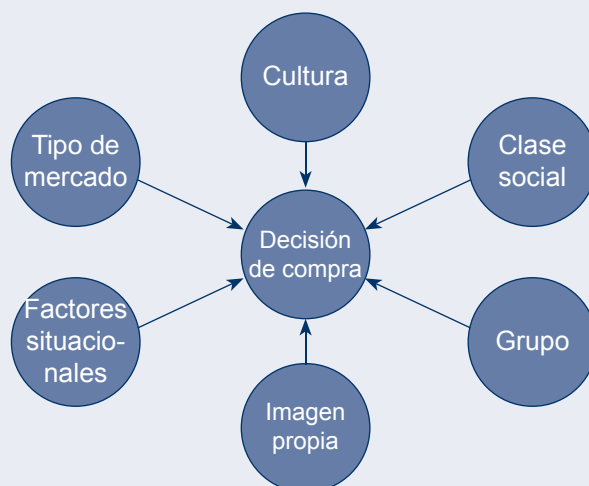 Cultura
Tipo de
mercado
Clase
social
Decisión
de compra
Factores
situacio-
nales
Grupo
Imagen
propia